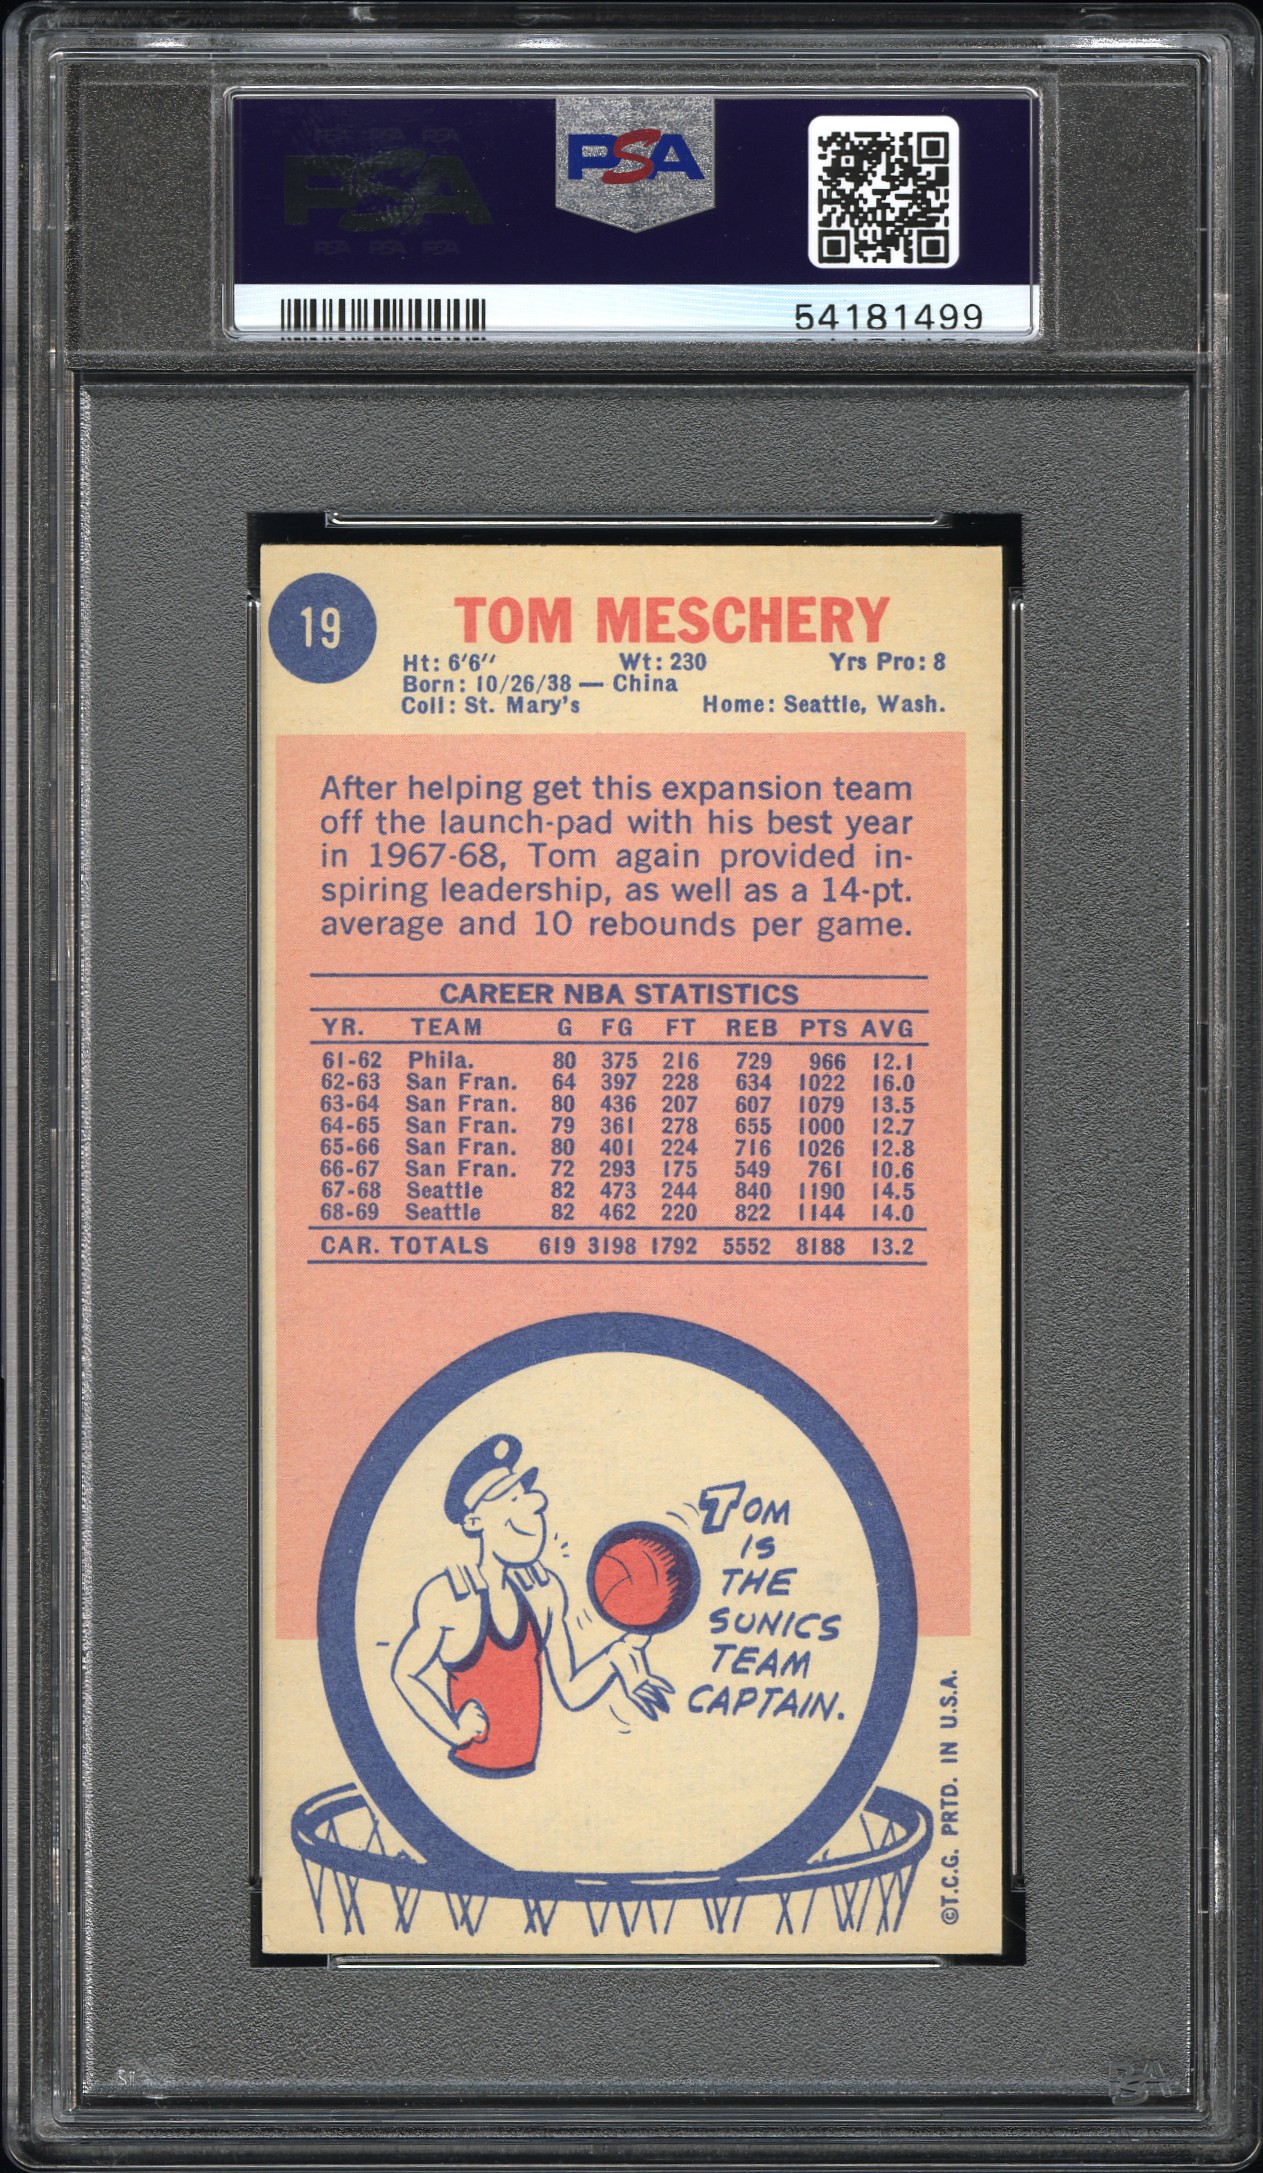 PSA
54181499
19
TOM MESCHERY
Ht: 6'6" Wt: 230 Yrs Pro: 8
Born: 10/26/38 — China
Coll: St. Mary's Home: Seattle, Wash.
After helping get this expansion team
off the launch-pad with his best year
in 1967-68, Tom again provided in-
spiring leadership, as well as a 14-pt.
average and 10 rebounds per game.
CAREER NBA STATISTICS
YR. TEAM G FG FT REB PTS AVG
61-62 Phila. 80 375 216 729 966 12.1
62-63 San Fran. 64 397 228 634 1022 16.0
63-64 San Fran. 80 436 207 607 1079 13.5
64-65 San Fran. 79 361 278 655 1000 12.7
65-66 San Fran. 80 401 224 716 1026 12.8
66-67 San Fran. 72 293 175 549 761 10.6
67-68 Seattle 82 473 244 840 1190 14.5
68-69 Seattle 82 462 220 822 1144 14.0
CAR. TOTALS 619 3198 1792 5552 8188 13.2
TOM
IS
THE
SUNICS
TEAM
CAPTAIN.
©T.C.G. PRTD. IN U.S.A.
PSA